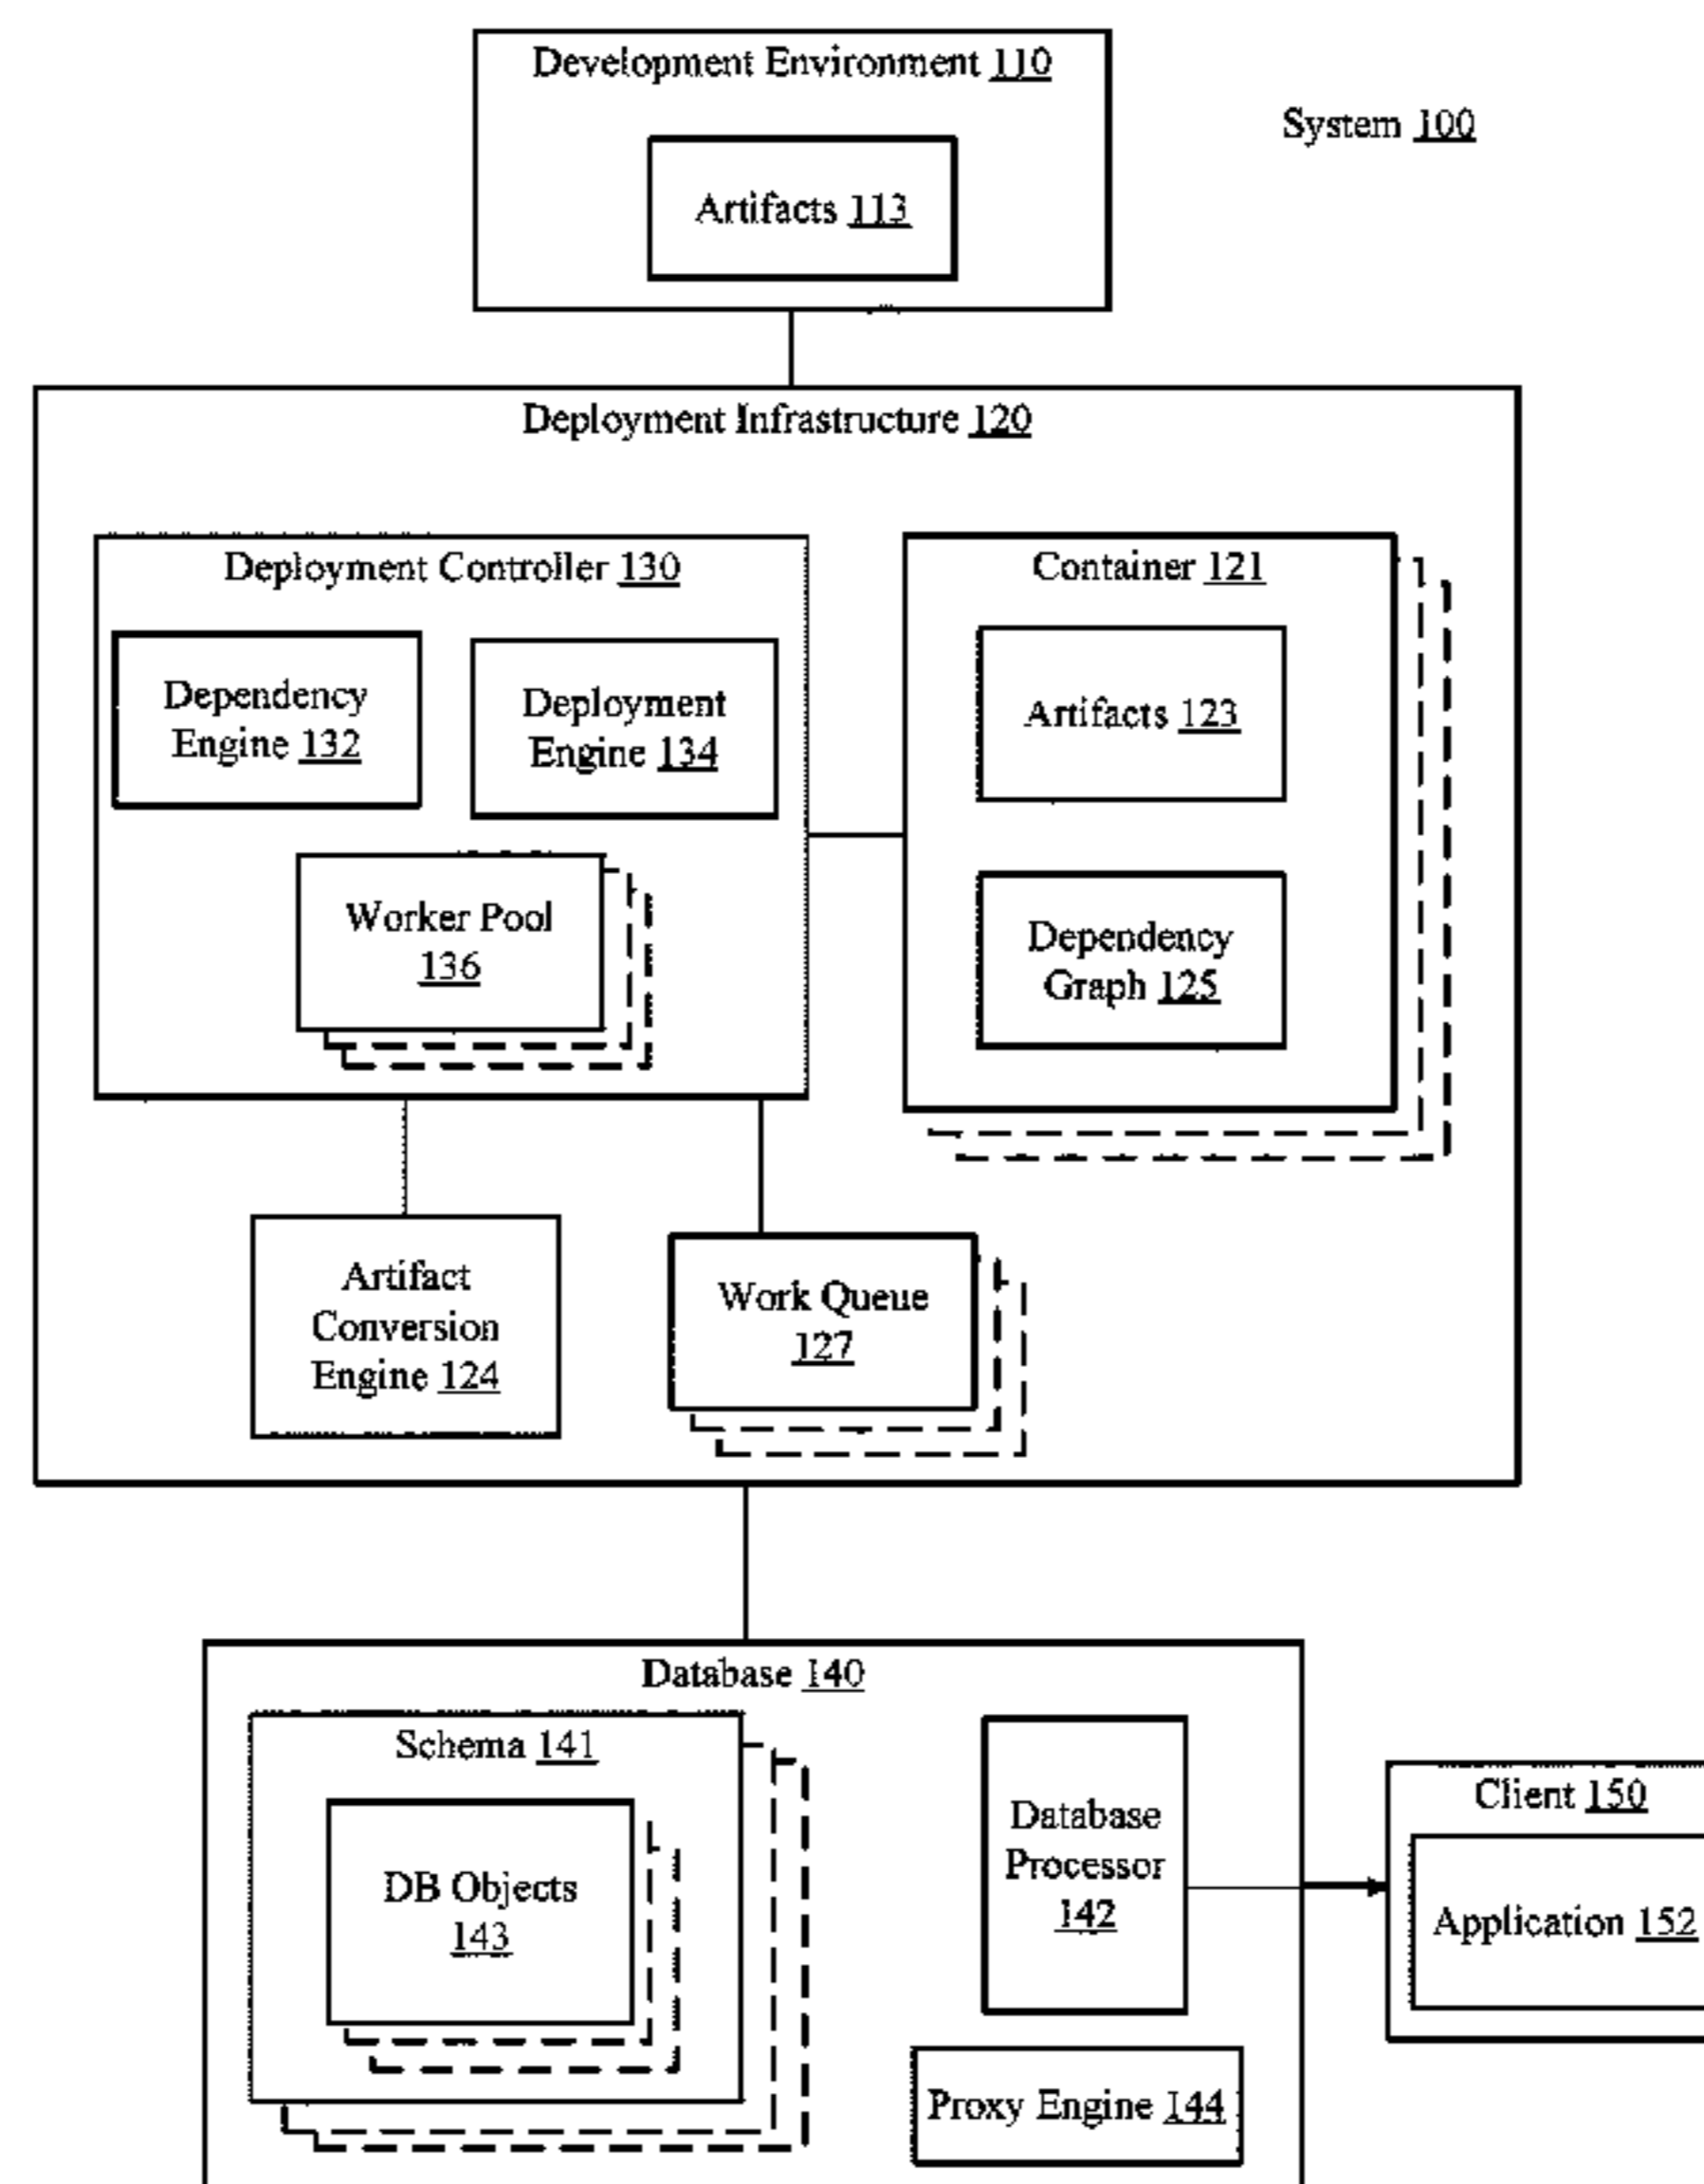 Development Environment 110
System 100
Artifacts 113
Deployment Infrastructure 120
Deployment Controller 130
Container 121
Dependency
Engine 132
Deployment
Engine 134
Artifacts 123
Worker Pool
136
Dependency
Graph 125
Artifact
Conversion
Engine 124
Work Queue
127
Database 140
Schema 141
DB Objects
143
Database
Processor
142
Client 150
Application 152
Proxy Engine 144